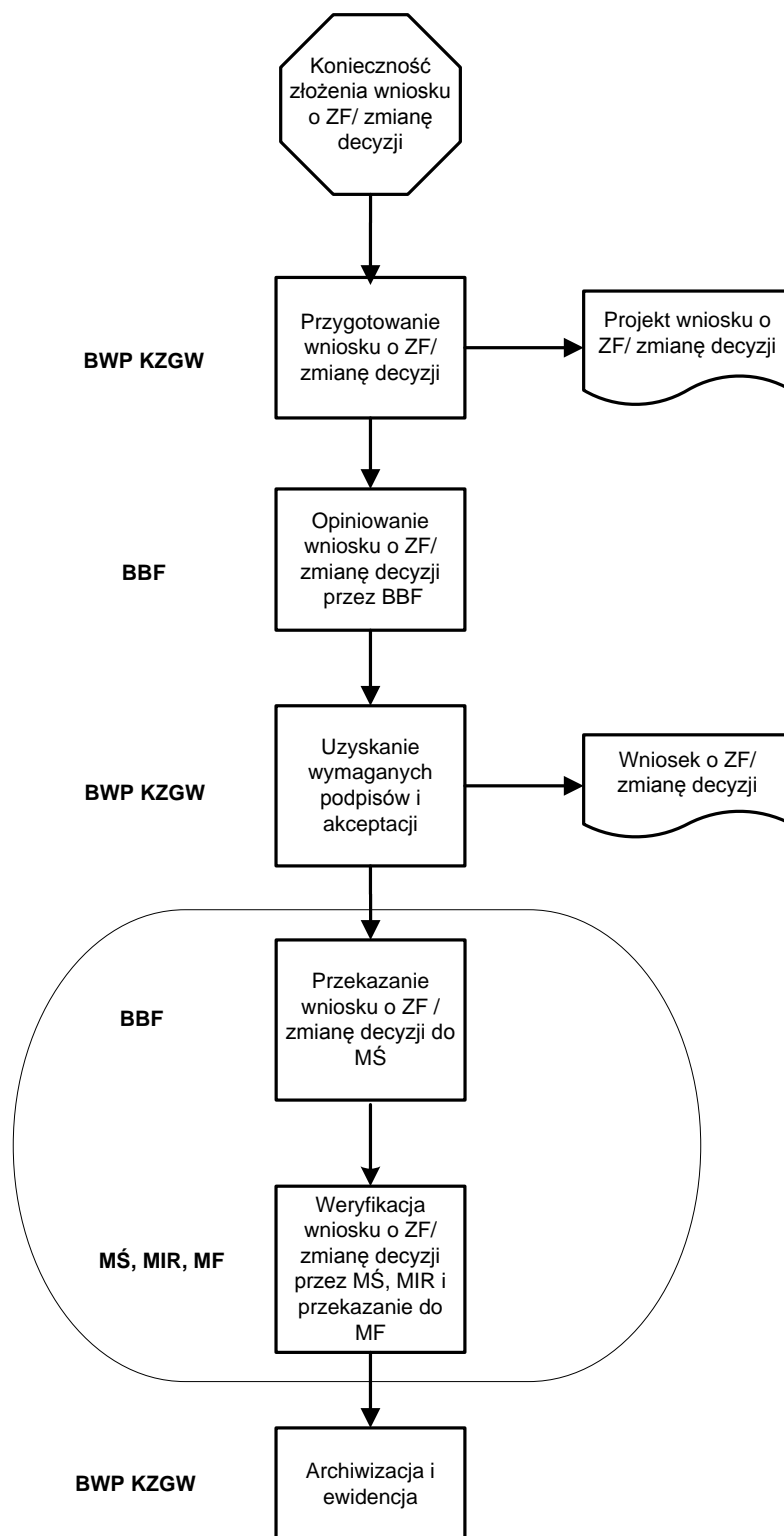 Konieczność
złożenia wniosku
o ZF/ zmianę
decyzji
BWP KZGW
Przygotowanie
wniosku o ZF/
zmianę decyzji
Projekt wniosku o
ZF/ zmianę decyzji
BBF
Opiniowanie
wniosku o ZF/
zmianę decyzji
przez BBF
BWP KZGW
Uzyskanie
wymaganych
podpisów i
akceptacji
Wniosek o ZF/
zmianę decyzji
BBF
Przekazanie
wniosku o ZF /
zmianę decyzji do
MŚ
MŚ, MIR, MF
Weryfikacja
wniosku o ZF/
zmianę decyzji
przez MŚ, MIR i
przekazanie do
MF
BWP KZGW
Archiwizacja i
ewidencja